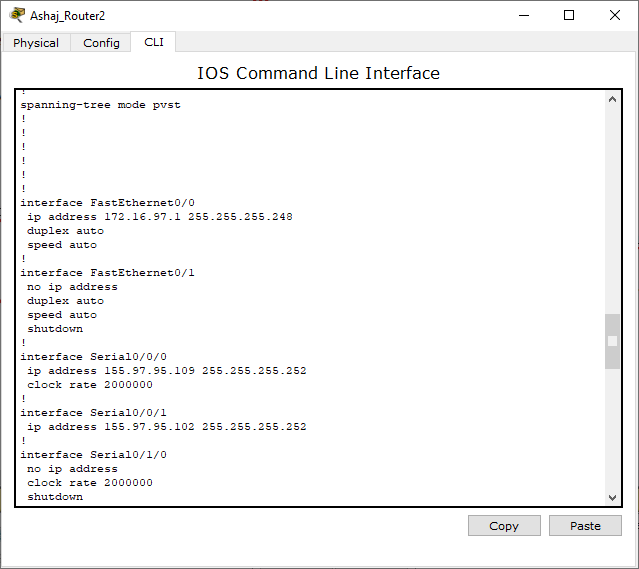 Ashaj_Router2
Physical Config CLI
IOS Command Line Interface
!
spanning-tree mode pvst
!
!
!
!
!
!
interface FastEthernet0/0
ip address 172.16.97.1 255.255.255.248
duplex auto
speed auto
!
interface FastEthernet0/1
no ip address
duplex auto
speed auto
shutdown
!
interface Serial0/0/0
ip address 155.97.95.109 255.255.255.252
clock rate 2000000
!
interface Serial0/0/1
ip address 155.97.95.102 255.255.255.252
!
interface Serial0/1/0
no ip address
clock rate 2000000
shutdown
Copy Paste